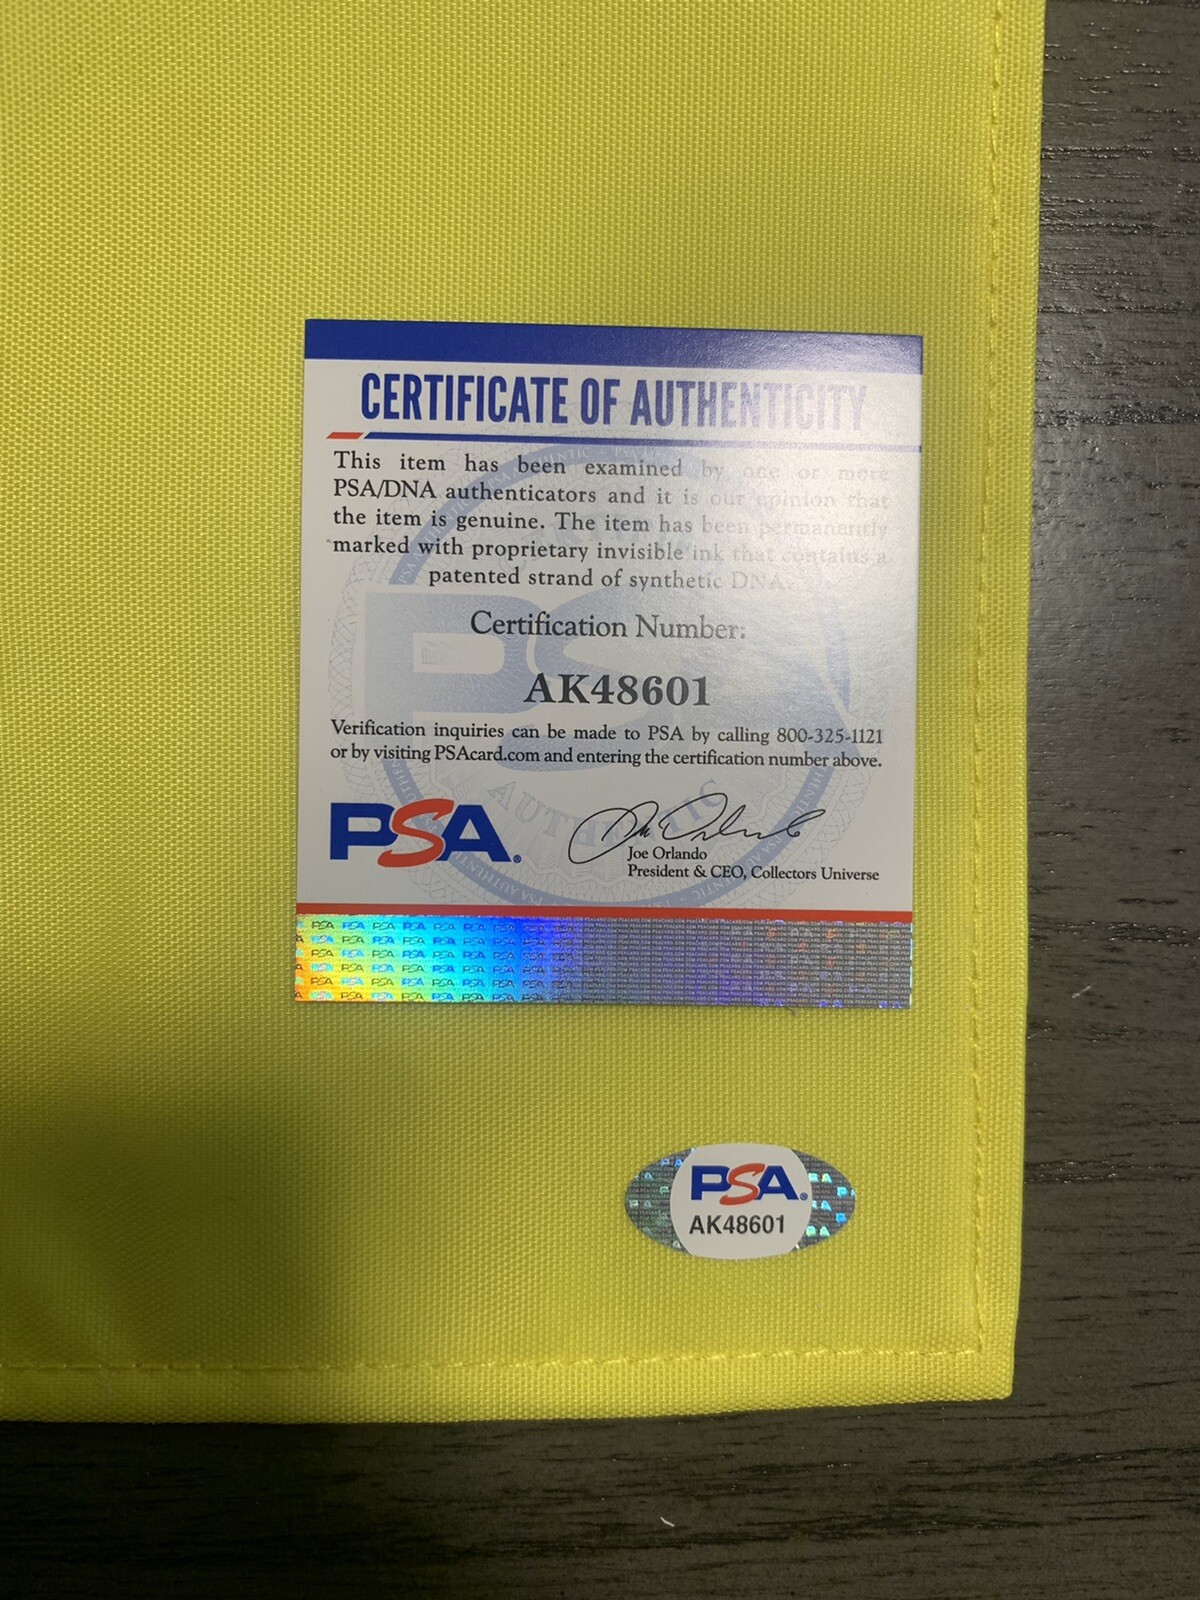 CERTIFICATE OF AUTHENTICITY
This item has been examined by one or more
PSA/DNA authenticators and it is our opinion that
the item is genuine. The item has been permanently
marked with proprietary invisible ink that contains a
patented strand of synthetic DNA.
Certification Number:
AK48601
Verification inquiries can be made to PSA by calling 800-325-1121
or by visiting PSAcard.com and entering the certification number above.
PSA
Joe Orlando
President & CEO, Collectors Universe
PSA
AK48601